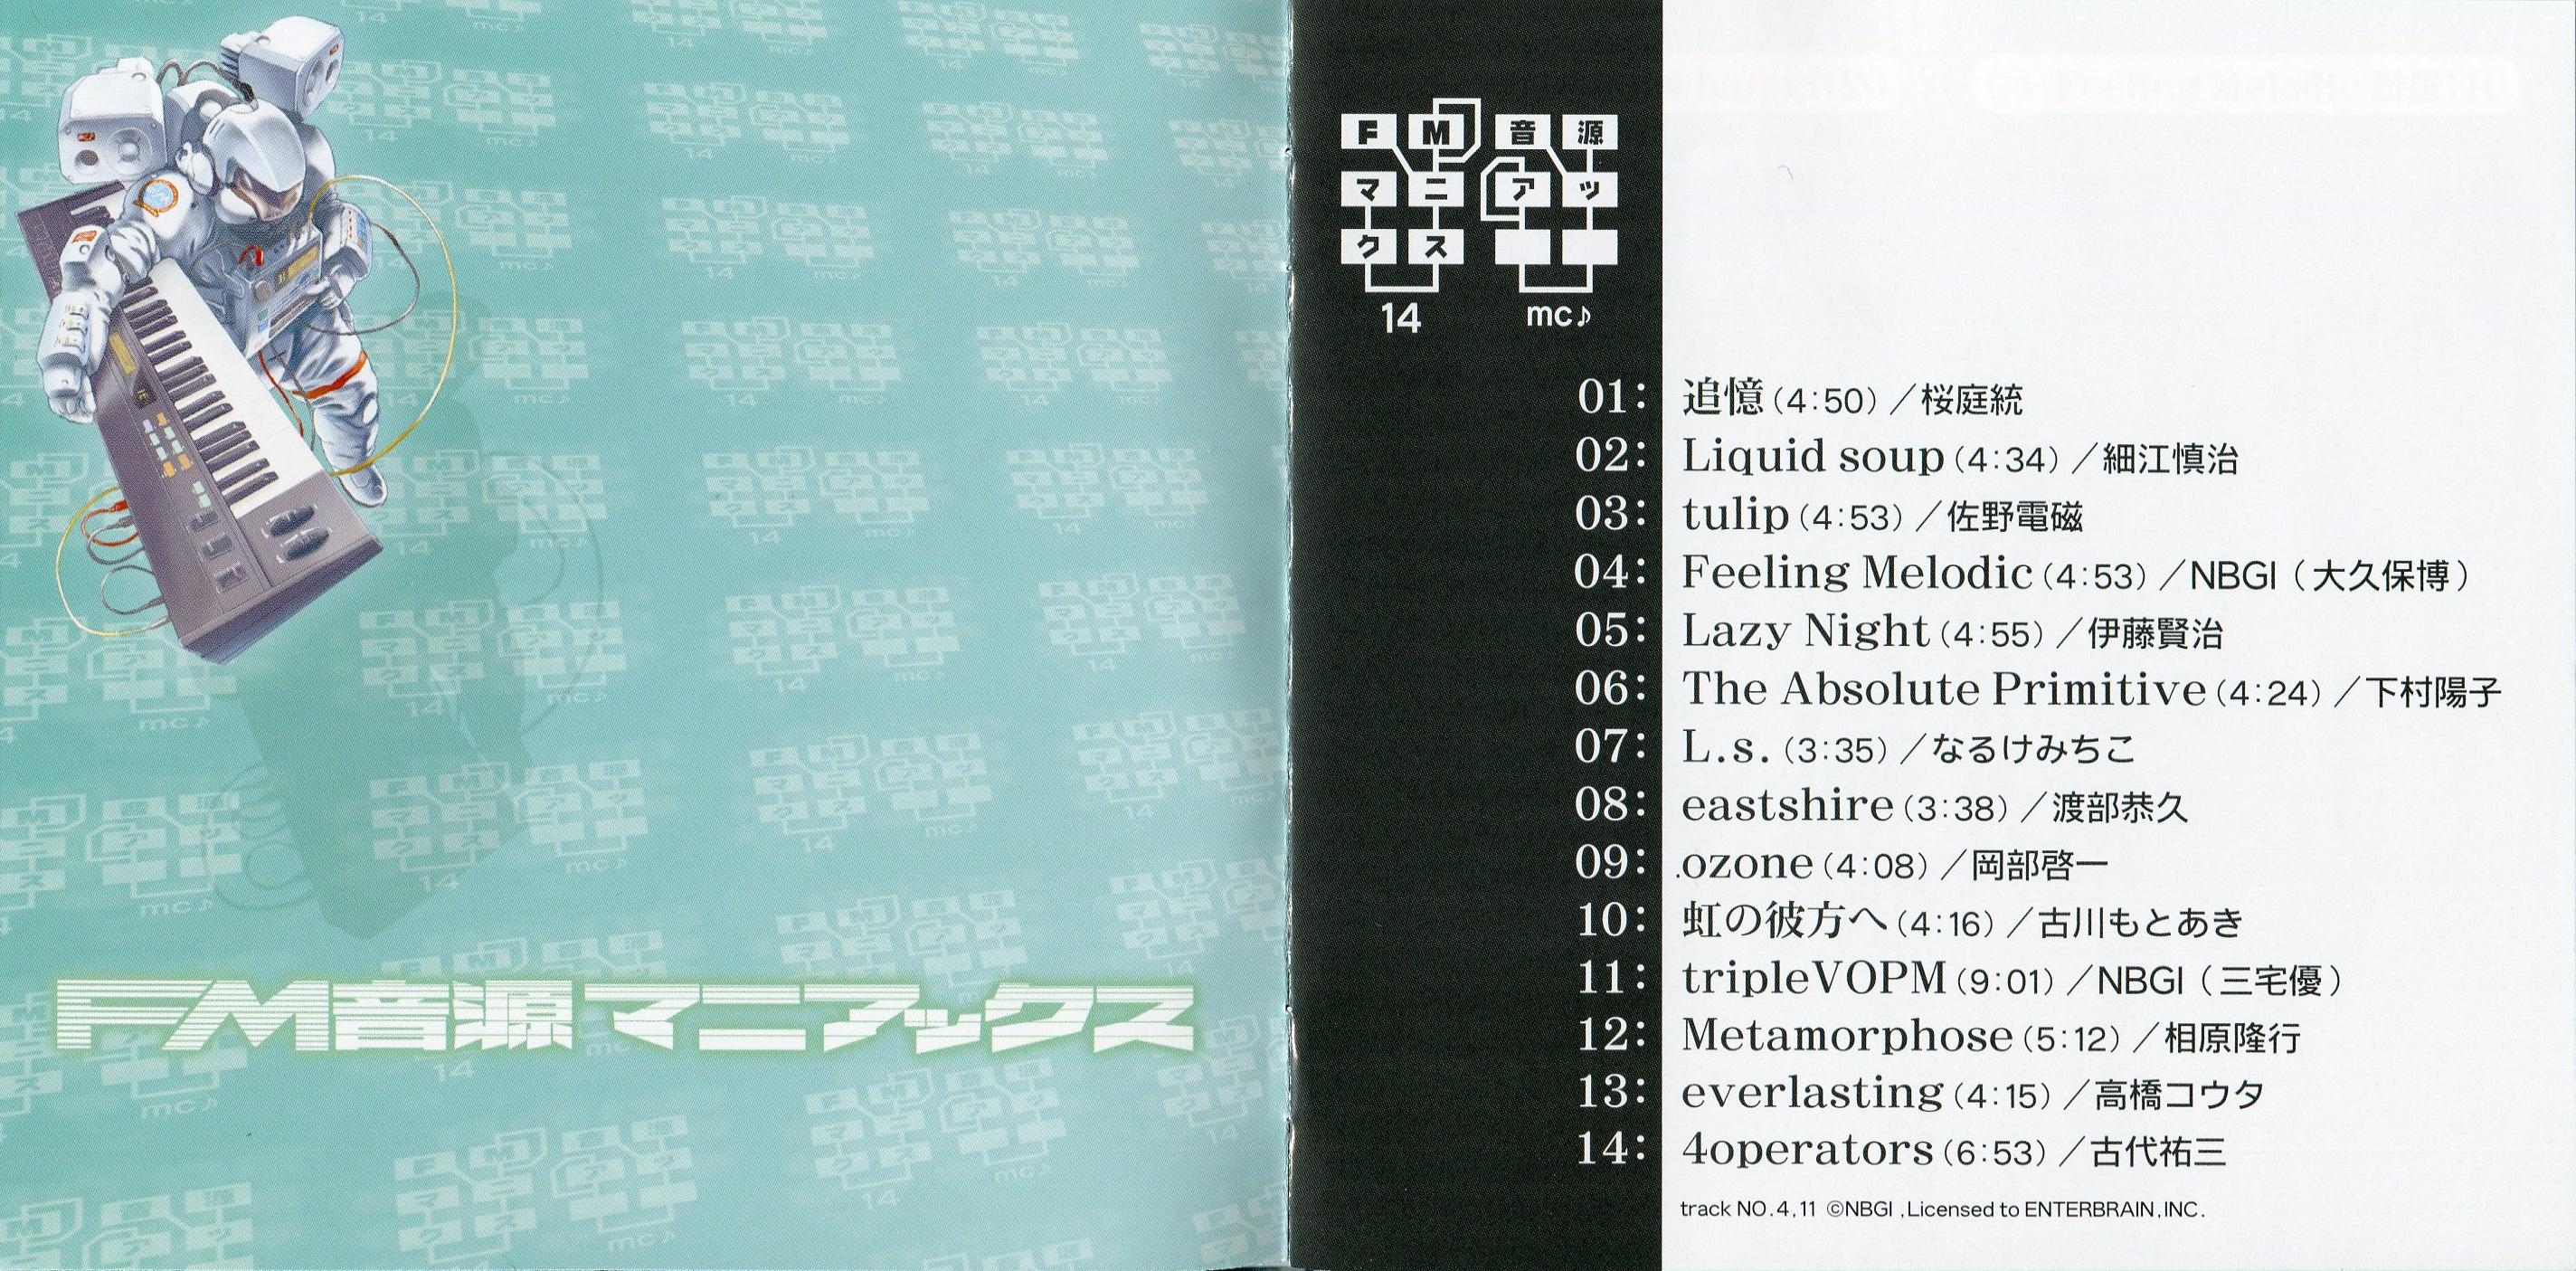 FM音源マニアックス
FM音源
マニアッ
クス
14 mc♪
01: 追憶(4:50)／桜庭統
02: Liquid soup(4:34)／細江慎治
03: tulip(4:53)／佐野電磁
04: Feeling Melodic(4:53)／NBGI（大久保博）
05: Lazy Night(4:55)／伊藤賢治
06: The Absolute Primitive(4:24)／下村陽子
07: L.s.(3:35)／なるけみちこ
08: eastshire(3:38)／渡部恭久
09: .ozone(4:08)／岡部啓一
10: 虹の彼方へ(4:16)／古川もとあき
11: tripleVOPM(9:01)／NBGI（三宅優）
12: Metamorphose(5:12)／相原隆行
13: everlasting(4:15)／高橋コウタ
14: 4operators(6:53)／古代祐三
track NO.4,11 ©NBGI ,Licensed to ENTERBRAIN,INC.